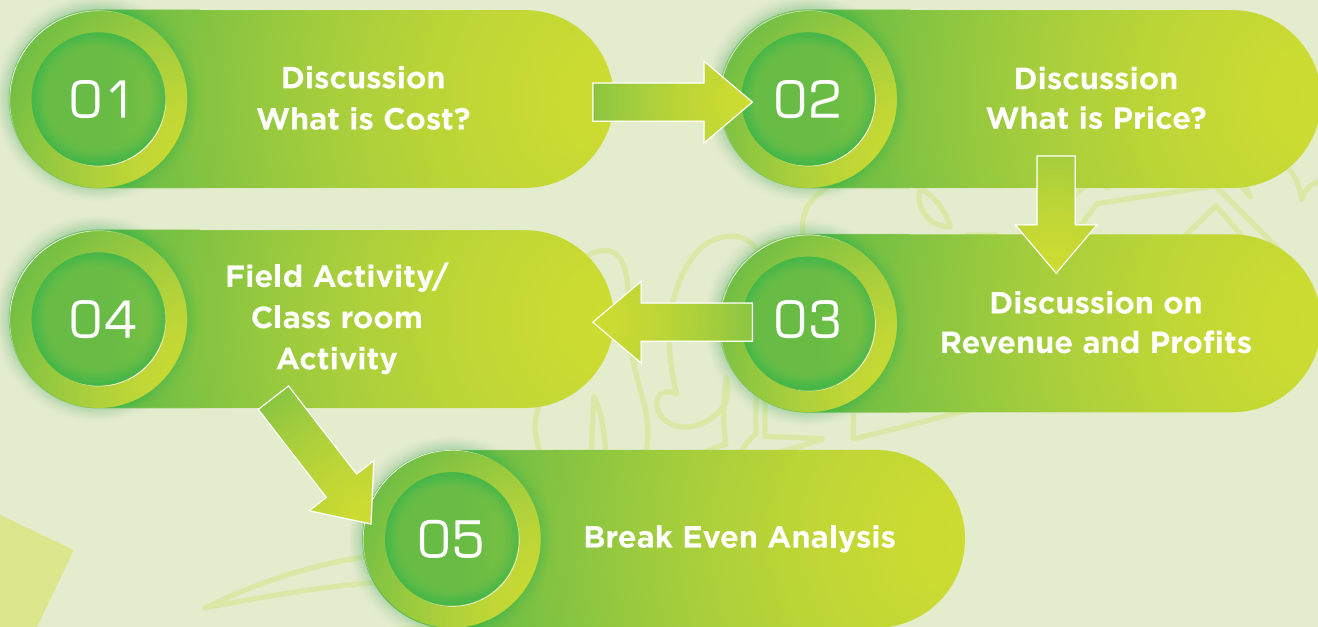 01
Discussion
What is Cost?
02
Discussion
What is Price?
03
Discussion on
Revenue and Profits
04
Field Activity/
Class room
Activity
05
Break Even Analysis